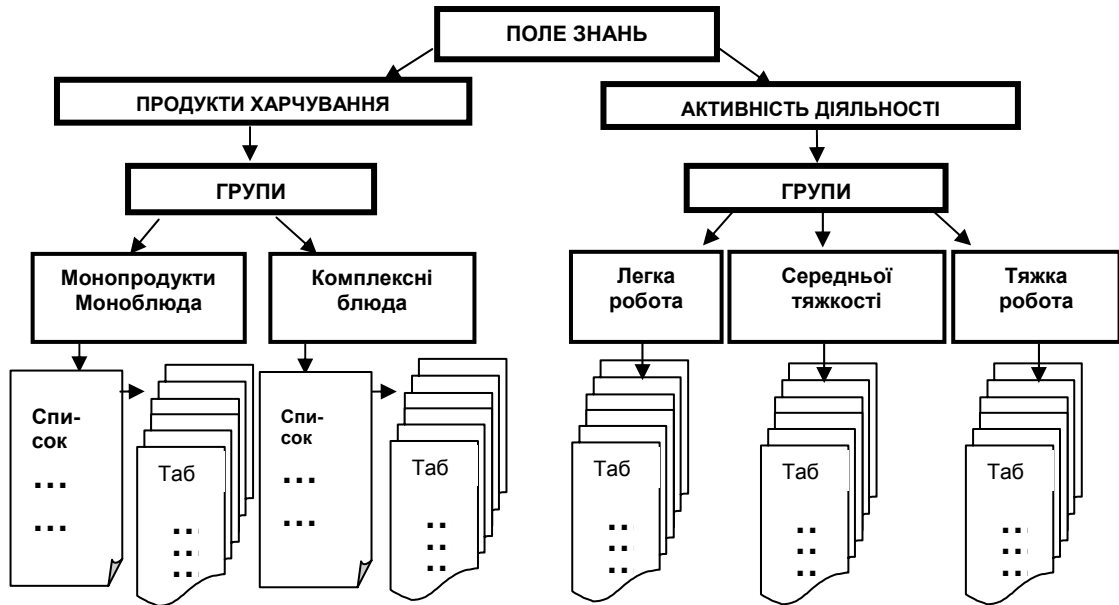 ПОЛЕ ЗНАНЬ
ПРОДУКТИ ХАРЧУВАННЯ
АКТИВНІСТЬ ДІЯЛЬНОСТІ
ГРУПИ
ГРУПИ
Монопродукти
Моноблюда
Комплексні
блюда
Легка
робота
Середньої
тяжкості
Тяжка
робота
Спи-
сок
...
...
Таб
..
..
..
Спи-
сок
...
...
Таб
..
..
..
Таб
..
..
..
Таб
..
..
..
Таб
..
..
..